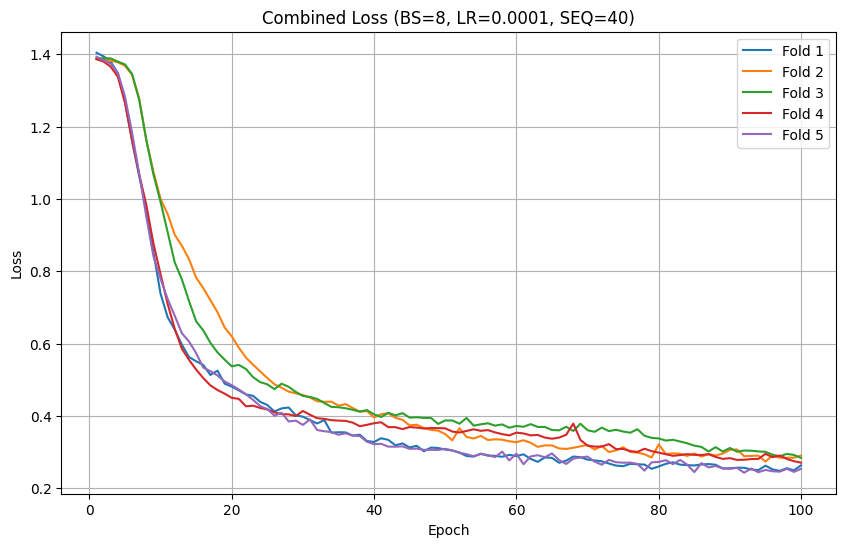 Combined Loss (BS=8, LR=0.0001, SEQ=40)
Fold 1
Fold 2
Fold 3
Fold 4
Fold 5
Loss
1.4
1.2
1.0
0.8
0.6
0.4
0.2
0 20 40 60 80 100
Epoch